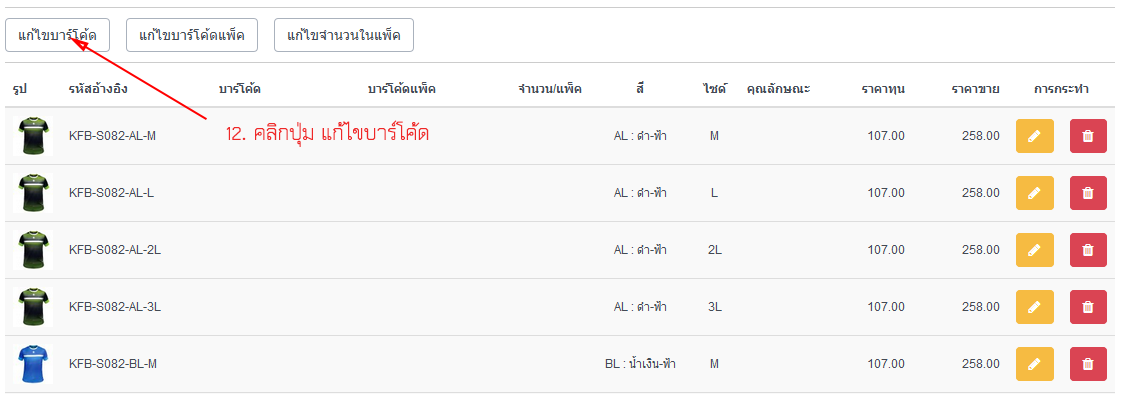 แก้ไขบาร์โค้ด แก้ไขบาร์โค้ดแพ็ค แก้ไขจำนวนในแพ็ค
รูป รหัสอ้างอิง บาร์โค้ด บาร์โค้ดแพ็ค จำนวน/แพ็ค สี ไซต์ คุณลักษณะ ราคาทุน ราคาขาย การกระทำ
12. คลิกปุ่ม แก้ไขบาร์โค้ด
KFB-S082-AL-M AL : ดำ-ฟ้า M 107.00 258.00
KFB-S082-AL-L AL : ดำ-ฟ้า L 107.00 258.00
KFB-S082-AL-2L AL : ดำ-ฟ้า 2L 107.00 258.00
KFB-S082-AL-3L AL : ดำ-ฟ้า 3L 107.00 258.00
KFB-S082-BL-M BL : น้ำเงิน-ฟ้า M 107.00 258.00